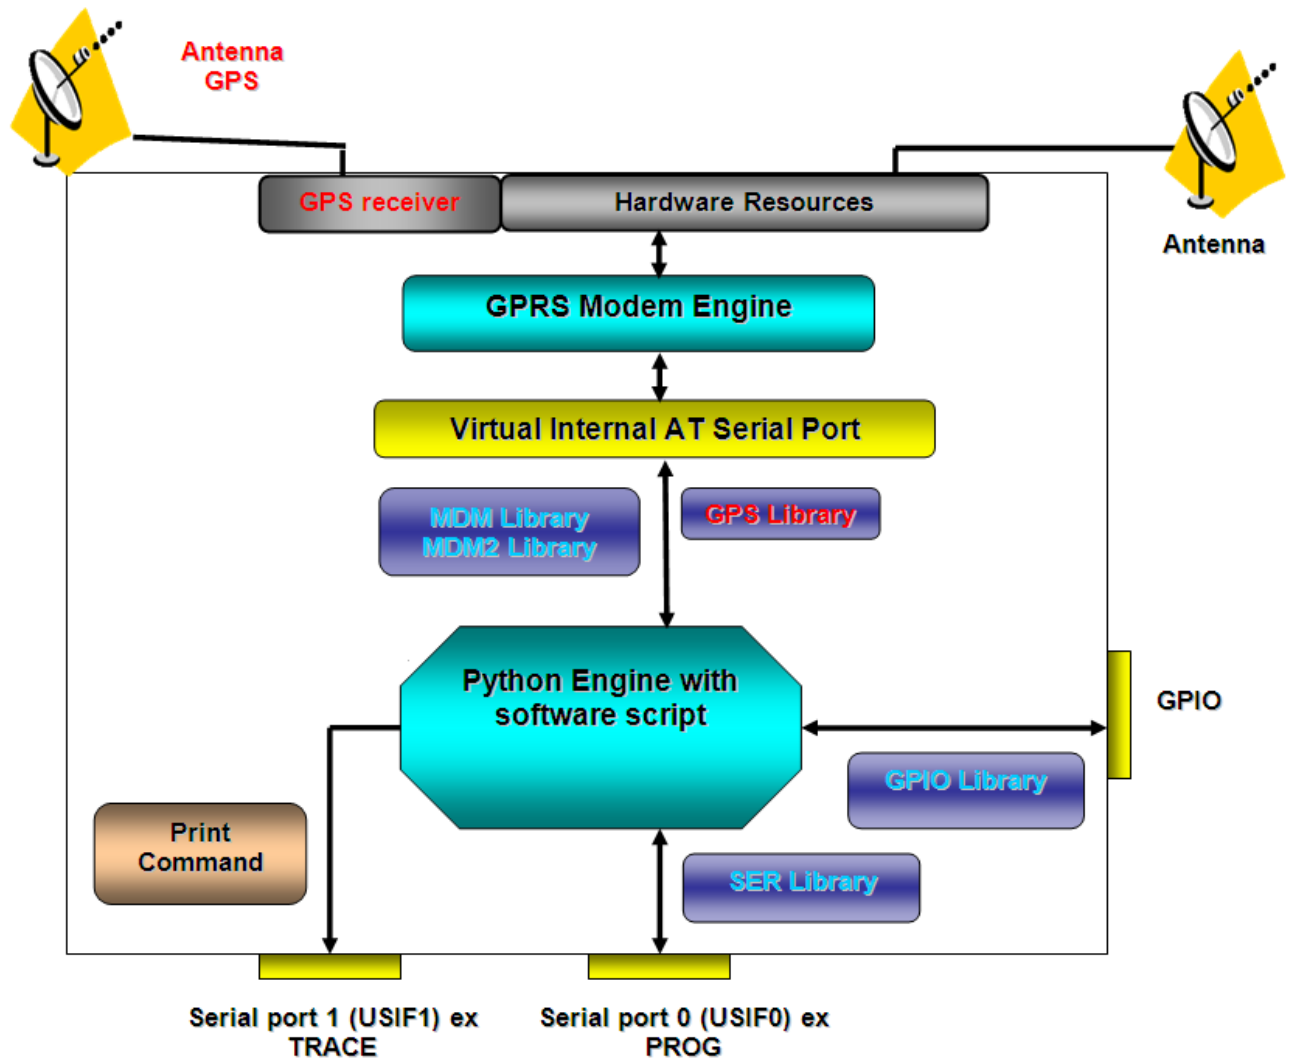 Antenna
GPS
GPS receiver
Hardware Resources
Antenna
GPRS Modem Engine
Virtual Internal AT Serial Port
MDM Library
MDM2 Library
GPS Library
Python Engine with
software script
GPIO
GPIO Library
Print
Command
SER Library
Serial port 1 (USIF1) ex
TRACE
Serial port 0 (USIF0) ex
PROG